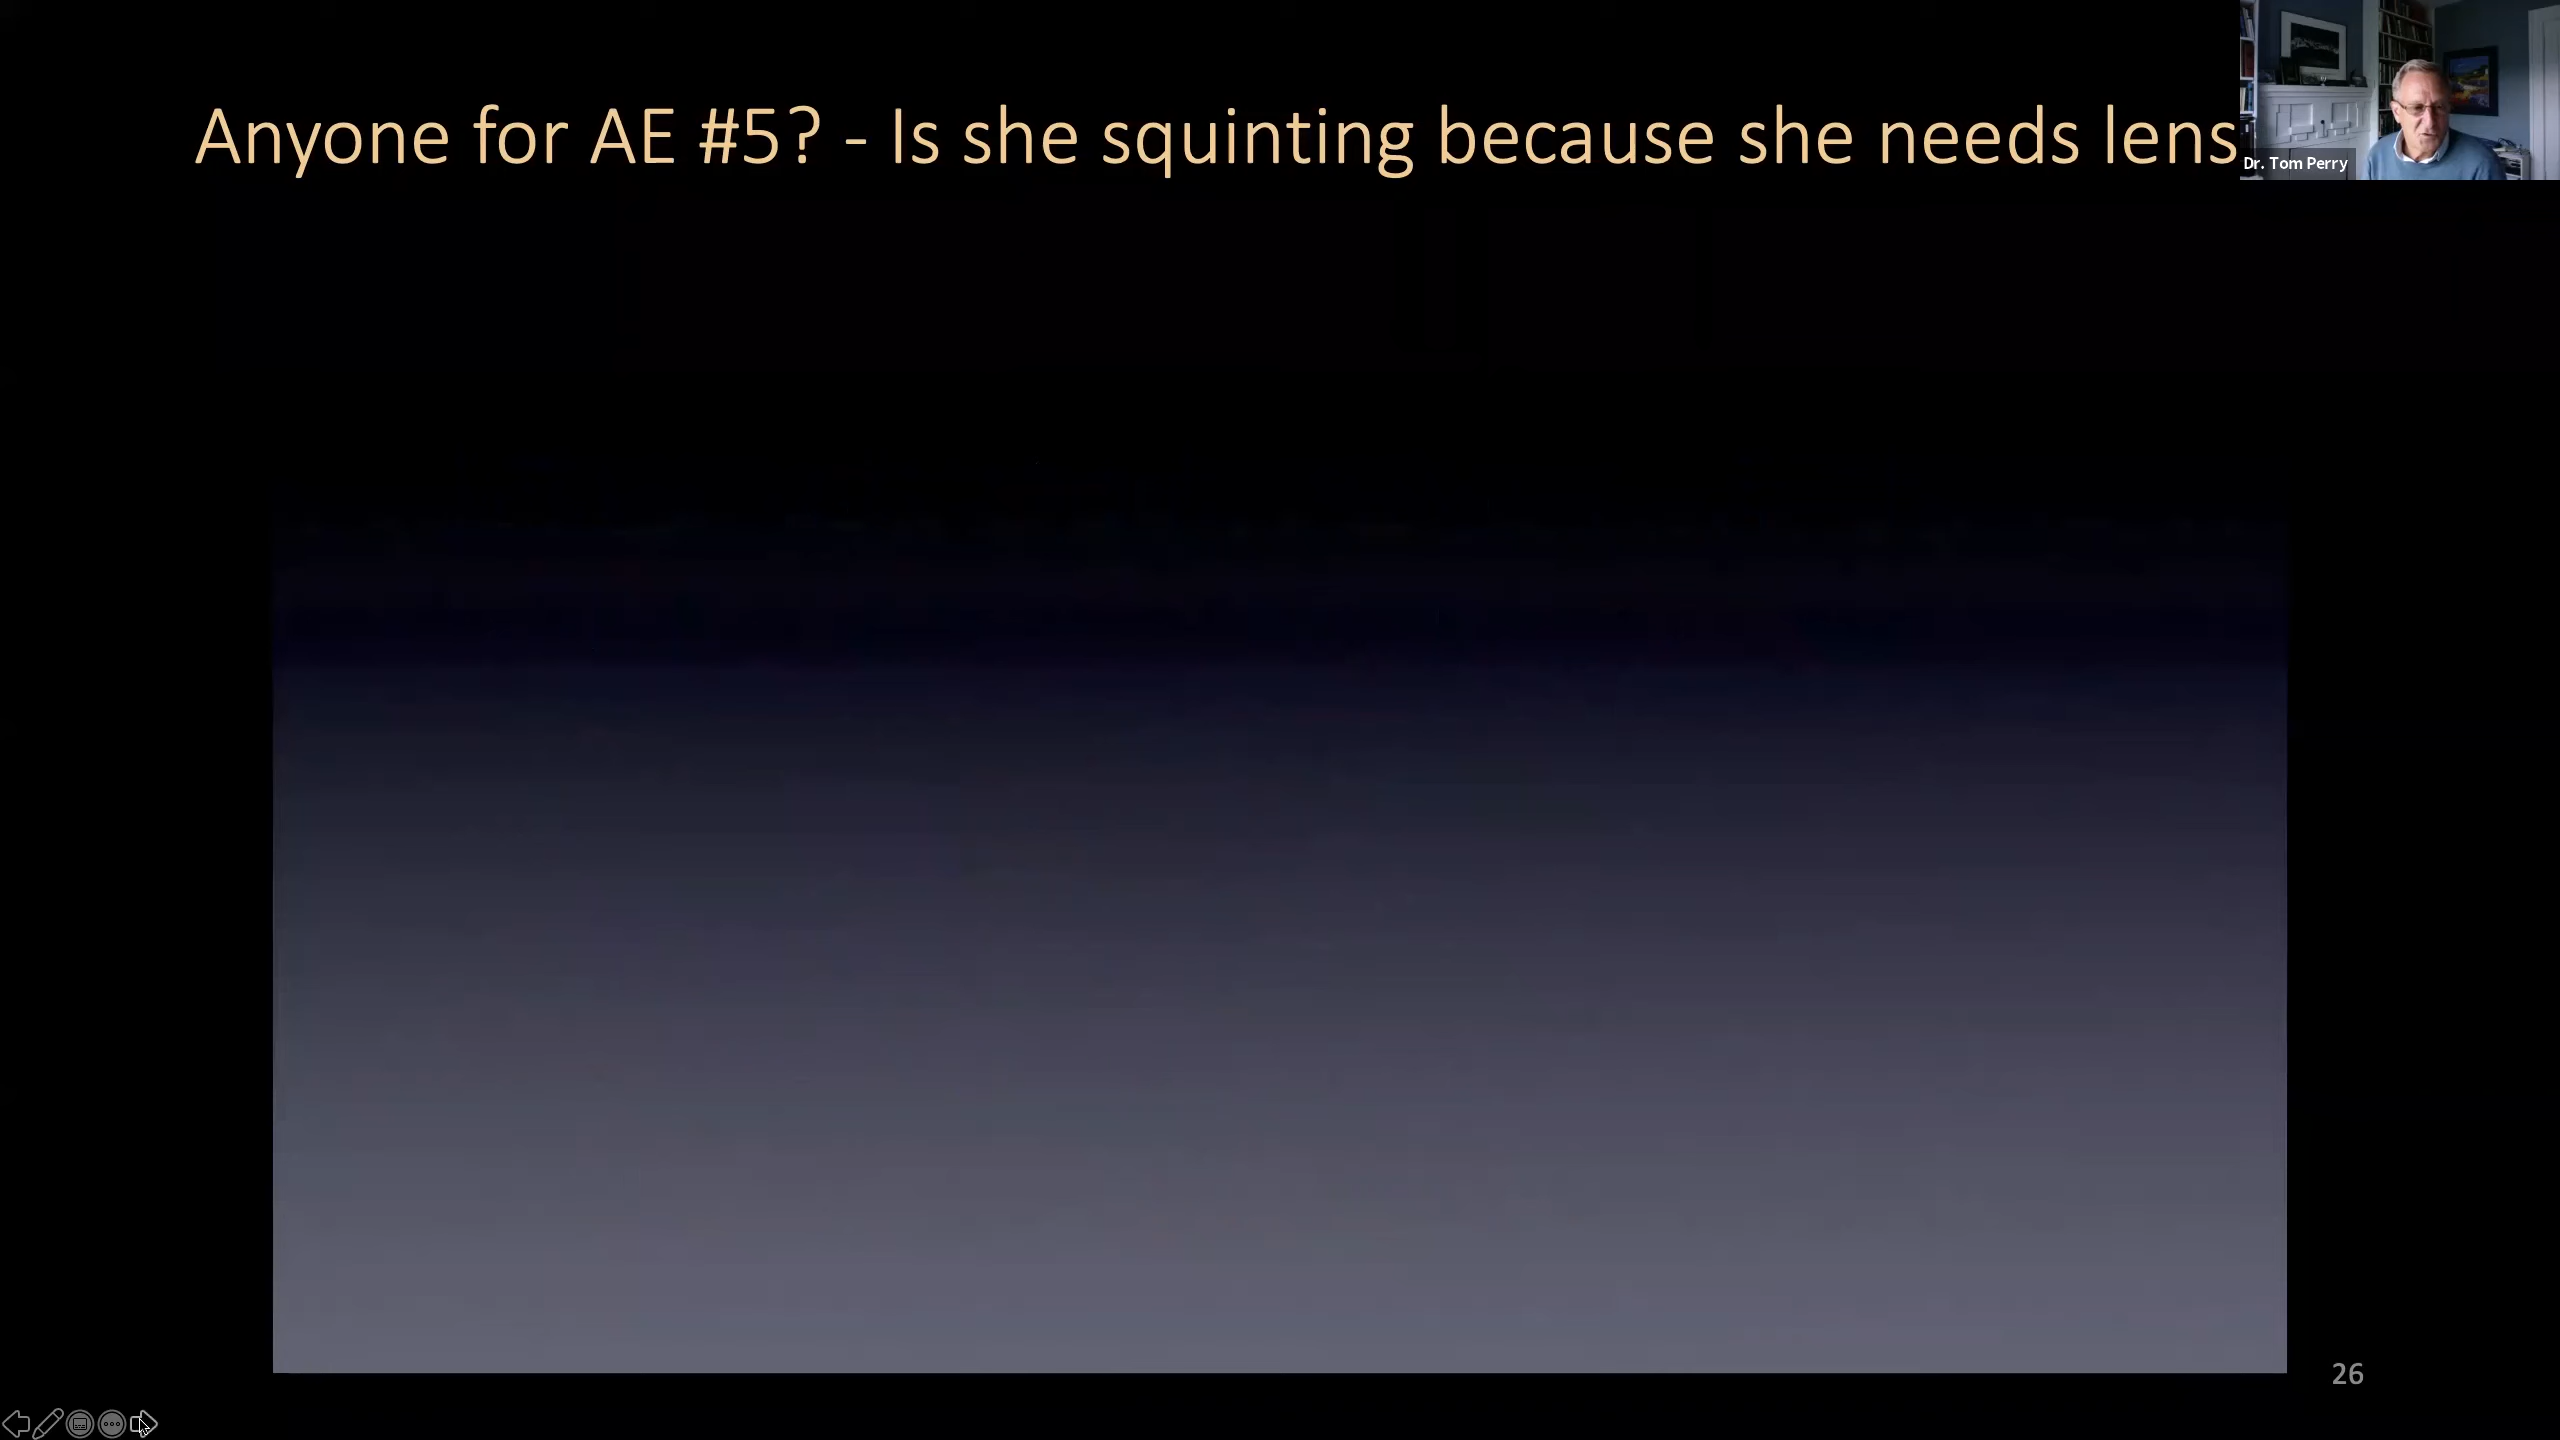 Anyone for AE #5? - Is she squinting because she needs lens
Dr. Tom Perry
26